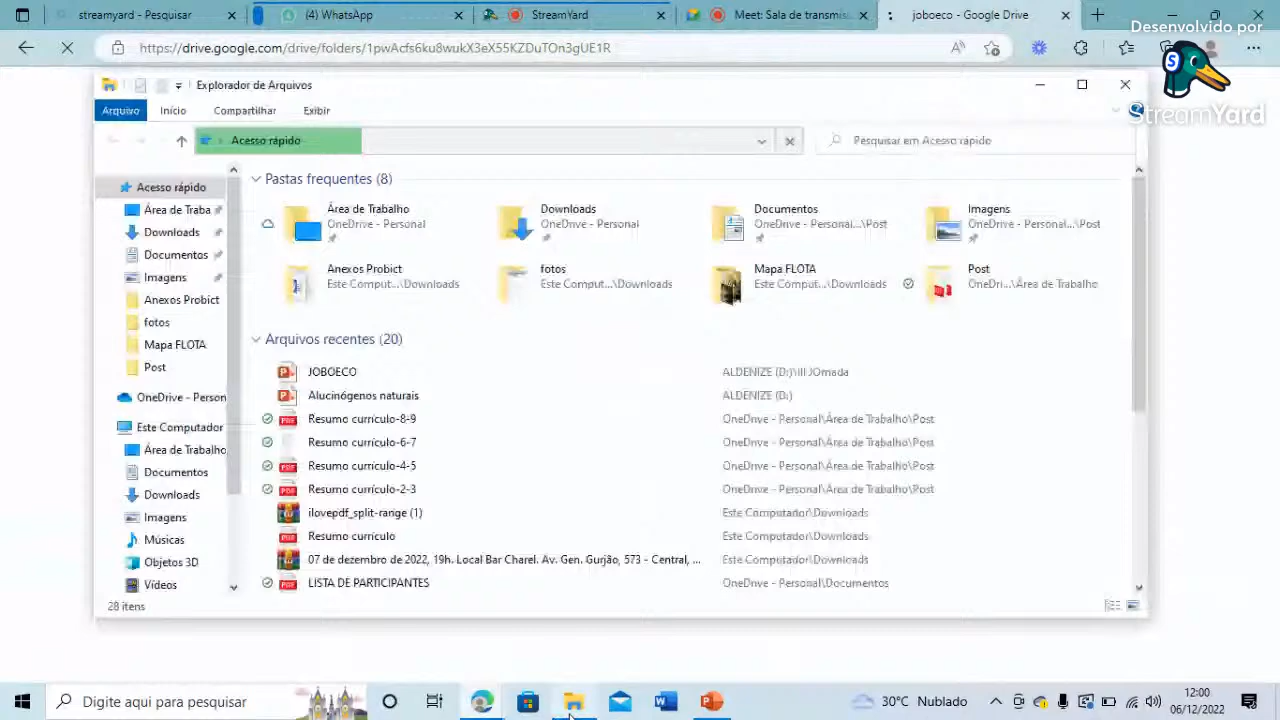 streamyard - Pesquisar
(4) WhatsApp
StreamYard
Meet: Sala de transmis
joboeco - Google Drive
Desenvolvido por
StreamYard
https://drive.google.com/drive/folders/1pwAcfs6ku8wukX3eX55KZDuTOn3gUE1R
Explorador de Arquivos
Arquivo Início Compartilhar Exibir
Acesso rápido
Pesquisar em Acesso rápido
Acesso rápido
Área de Traba
Downloads
Documentos
Imagens
Anexos Probict
fotos
Mapa FLOTA
Post
OneDrive - Person
Este Computador
Área de Trabalho
Documentos
Downloads
Imagens
Músicas
Objetos 3D
Vídeos
Pastas frequentes (8)
Área de Trabalho
OneDrive - Personal
Downloads
OneDrive - Personal
Documentos
OneDrive - Personal...\Post
Imagens
OneDrive - Personal...\Post
Anexos Probict
Este Comput...\Downloads
fotos
Este Comput...\Downloads
Mapa FLOTA
Este Comput...\Downloads
Post
OneDri...\Área de Trabalho
Arquivos recentes (20)
JOBOECO ALDENIZE (D:)\III JOrnada
Alucinógenos naturais ALDENIZE (D:)
Resumo currículo-8-9 OneDrive - Personal\Área de Trabalho\Post
Resumo currículo-6-7 OneDrive - Personal\Área de Trabalho\Post
Resumo currículo-4-5 OneDrive - Personal\Área de Trabalho\Post
Resumo currículo-2-3 OneDrive - Personal\Área de Trabalho\Post
ilovepdf_split-range (1) Este Computador\Downloads
Resumo currículo Este Computador\Downloads
07 de dezembro de 2022, 19h. Local Bar Charel. Av. Gen. Gurjão, 573 - Central, ... Este Computador\Downloads
LISTA DE PARTICIPANTES OneDrive - Personal\Documentos
28 itens
Digite aqui para pesquisar
30°C Nublado
12:00
06/12/2022